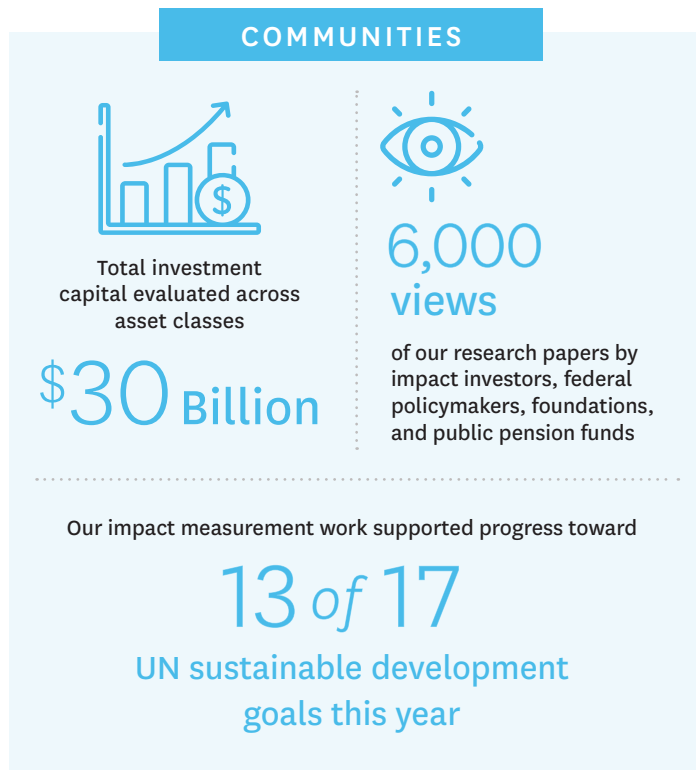 COMMUNITIES
$
Total investment
capital evaluated across
asset classes
$30 Billion
6,000
views
of our research papers by
impact investors, federal
policymakers, foundations,
and public pension funds
Our impact measurement work supported progress toward
13 of 17
UN sustainable development
goals this year